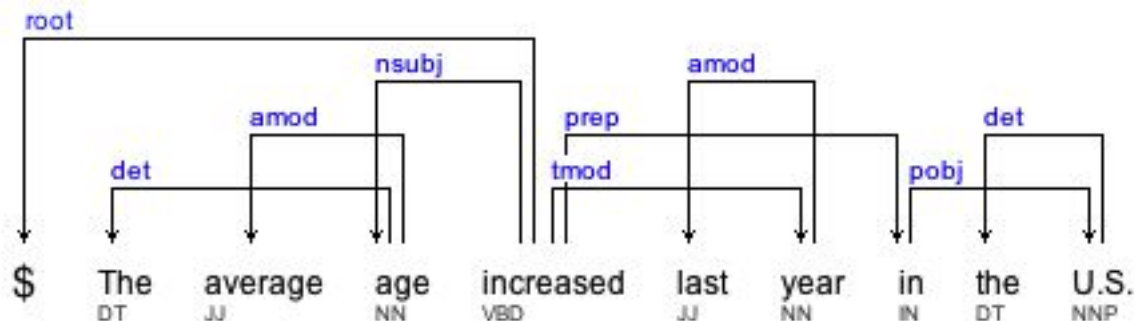 root
nsubj amod
amod prep det
det tmod pobj
$ The average age increased last year in the U.S.
DT JJ NN VBD JJ NN IN DT NNP